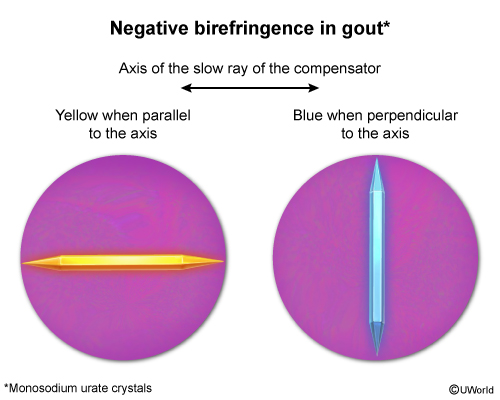 Negative birefringence in gout*
Axis of the slow ray of the compensator
Yellow when parallel
to the axis
Blue when perpendicular
to the axis
*Monosodium urate crystals
©UWorld